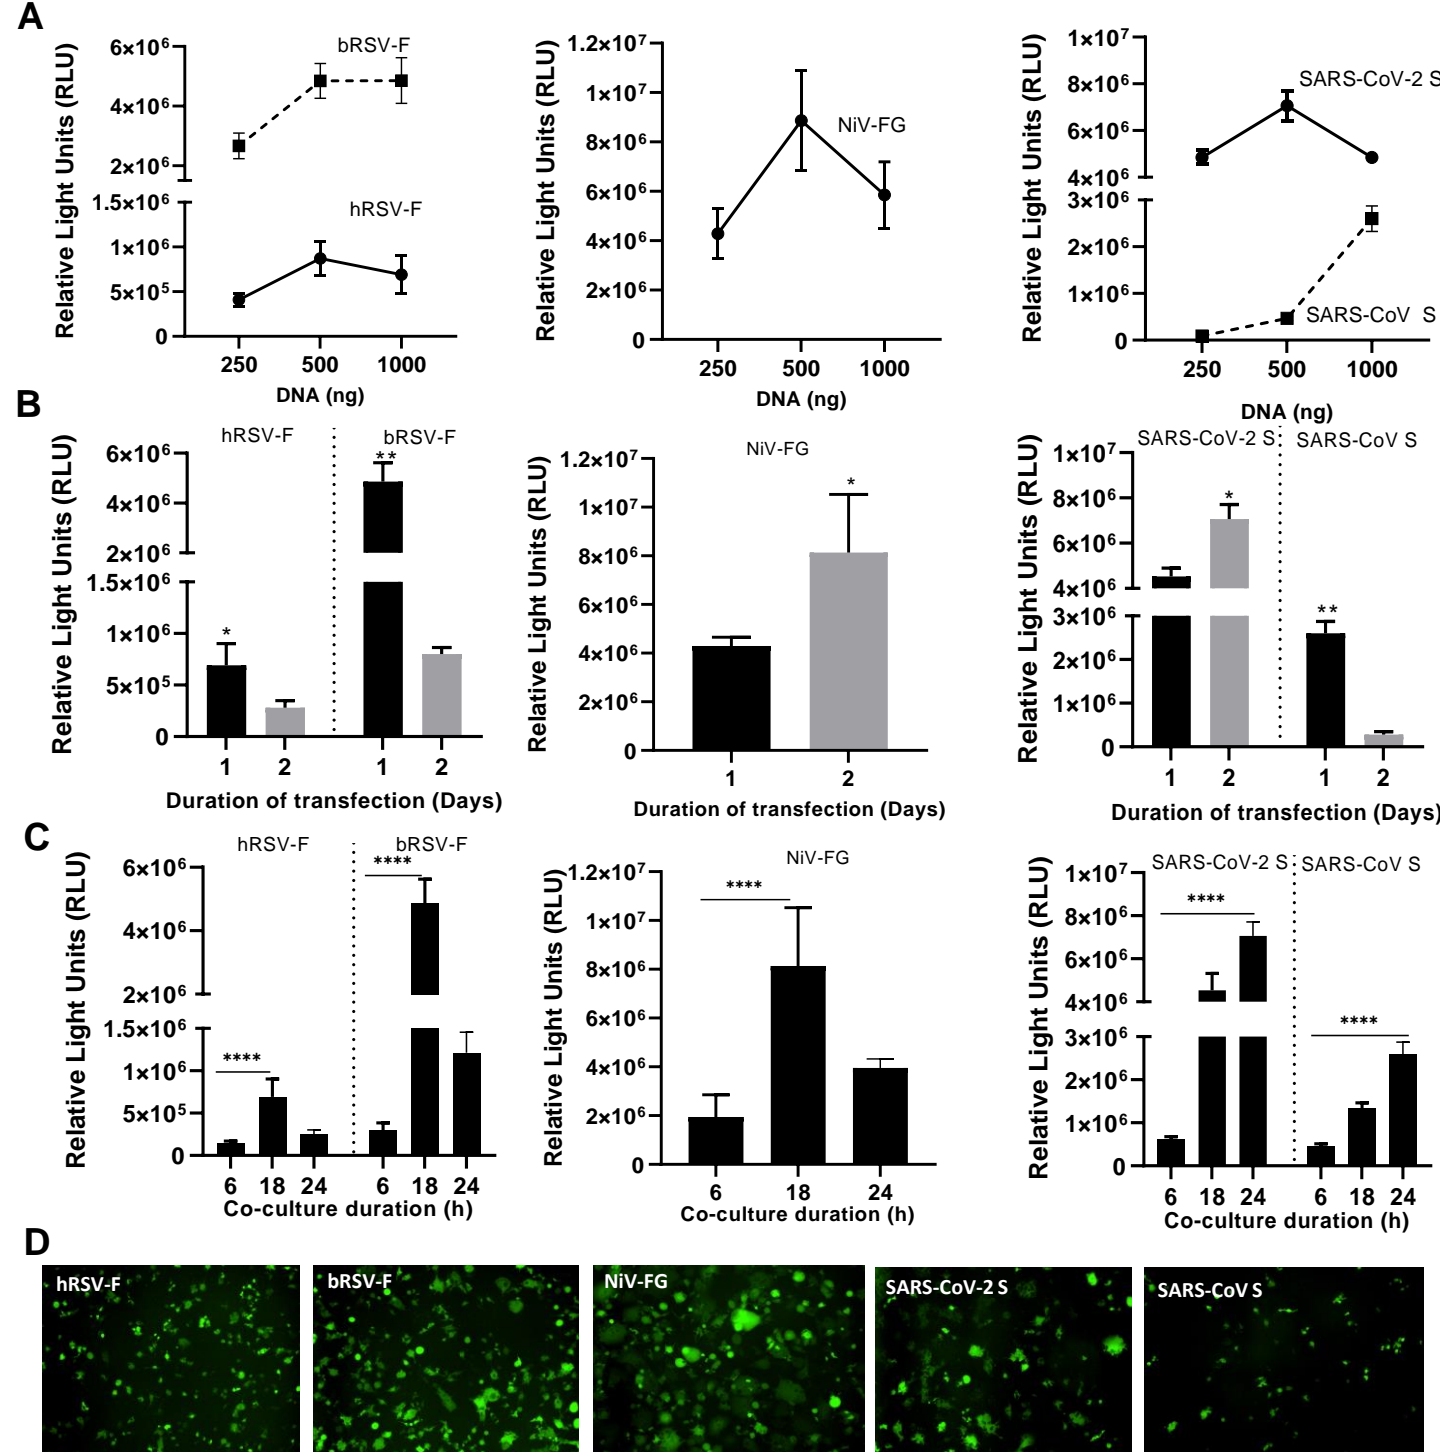 A
Relative Light Units (RLU)
6×10⁶
4×10⁶
2×10⁶
1.5×10⁶
1×10⁶
5×10⁵
0
bRSV-F
hRSV-F
250 500 1000
DNA (ng)
Relative Light Units (RLU)
1.2×10⁷
1×10⁷
8×10⁶
6×10⁶
4×10⁶
2×10⁶
0
NiV-FG
250 500 1000
DNA (ng)
Relative Light Units (RLU)
1×10⁷
8×10⁶
6×10⁶
4×10⁶
3×10⁶
2×10⁶
1×10⁶
0
SARS-CoV-2 S
SARS-CoV S
250 500 1000
DNA (ng)
B
Relative Light Units (RLU)
hRSV-F bRSV-F
6×10⁶
4×10⁶
2×10⁶
1.5×10⁶
1×10⁶
5×10⁵
0
*
**
1 2 1 2
Duration of transfection (Days)
Relative Light Units (RLU)
NiV-FG
1.2×10⁷
1×10⁷
8×10⁶
6×10⁶
4×10⁶
2×10⁶
0
*
1 2
Duration of transfection (Days)
Relative Light Units (RLU)
SARS-CoV-2 S SARS-CoV S
1×10⁷
8×10⁶
6×10⁶
4×10⁶
3×10⁶
2×10⁶
1×10⁶
0
*
**
1 2 1 2
Duration of transfection (Days)
C
Relative Light Units (RLU)
hRSV-F bRSV-F
6×10⁶
4×10⁶
2×10⁶
1.5×10⁶
1×10⁶
5×10⁵
0
****
****
6 18 24 6 18 24
Co-culture duration (h)
Relative Light Units (RLU)
NiV-FG
1.2×10⁷
1×10⁷
8×10⁶
6×10⁶
4×10⁶
2×10⁶
0
****
6 18 24
Co-culture duration (h)
Relative Light Units (RLU)
SARS-CoV-2 S SARS-CoV S
1×10⁷
8×10⁶
6×10⁶
4×10⁶
3×10⁶
2×10⁶
1×10⁶
0
****
****
6 18 24 6 18 24
Co-culture duration (h)
D
hRSV-F
bRSV-F
NiV-FG
SARS-CoV-2 S
SARS-CoV S